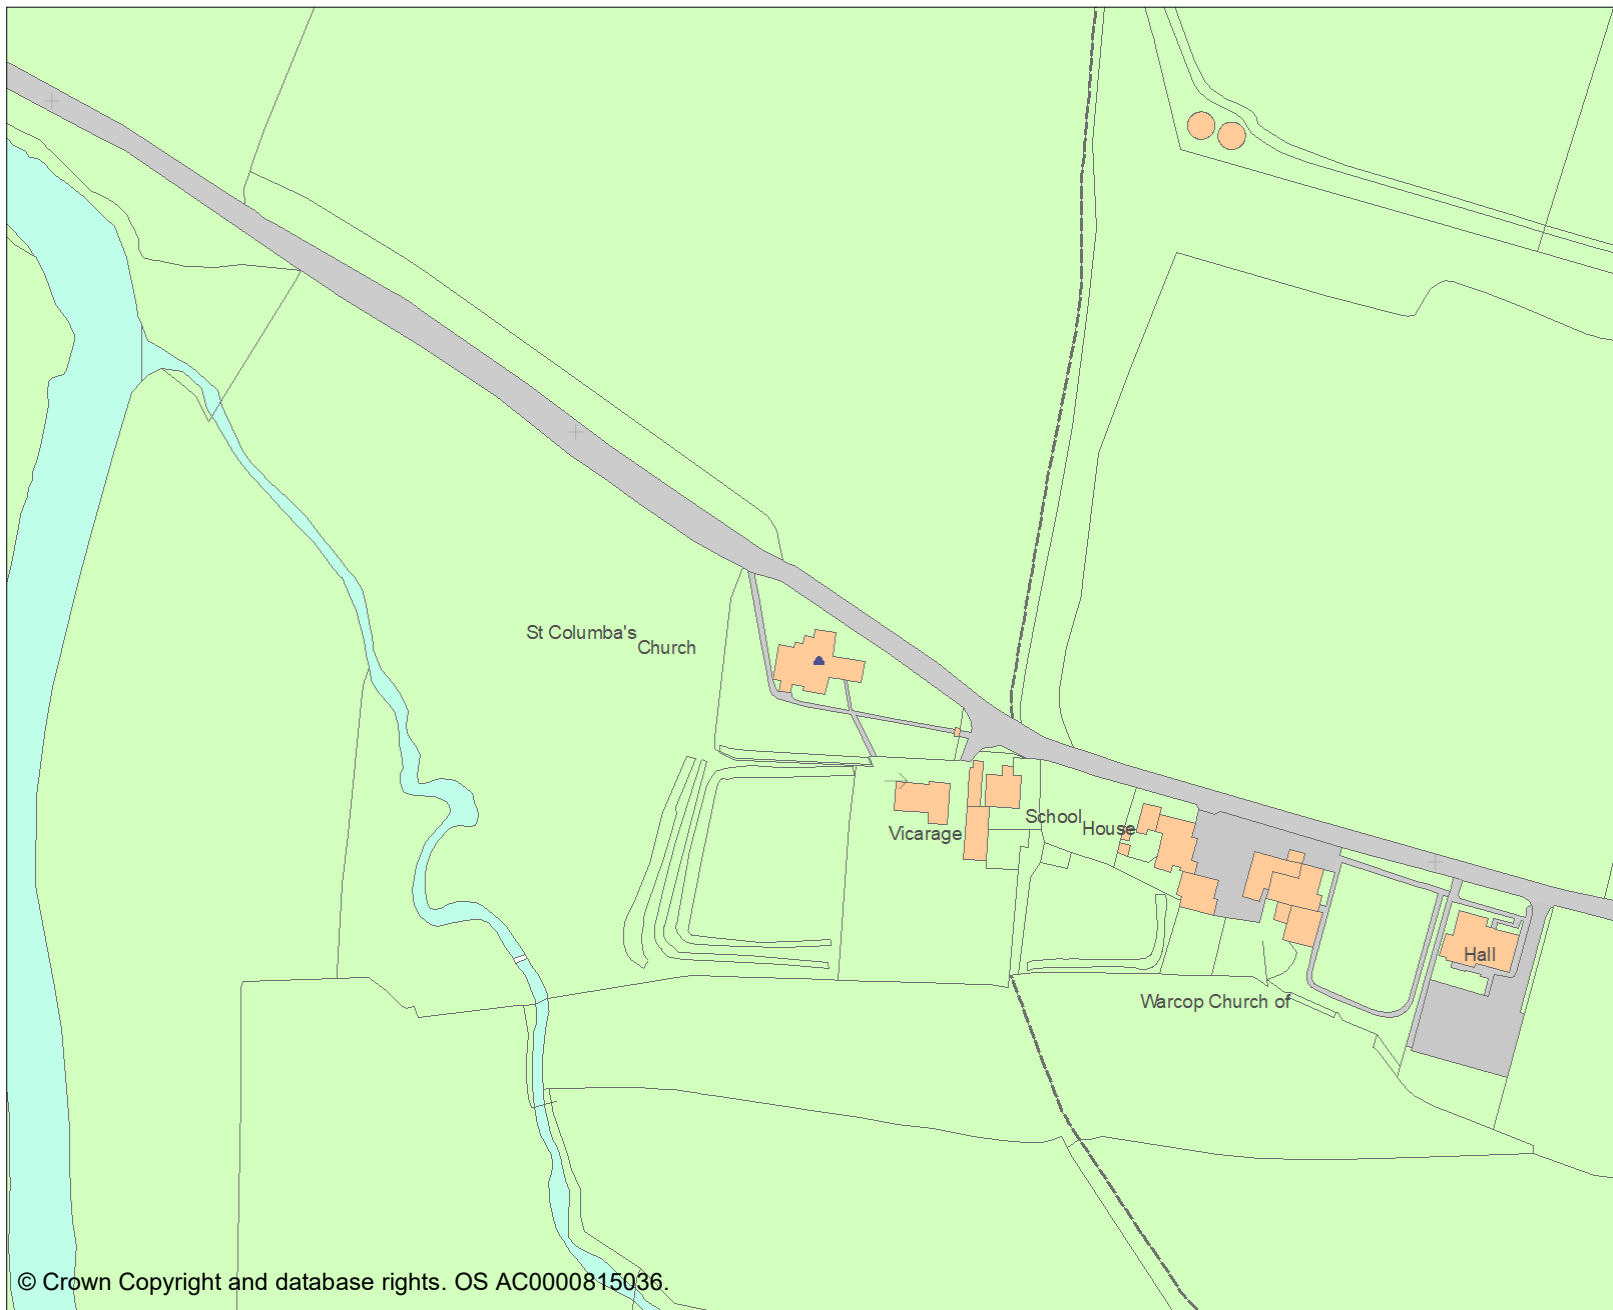 St Columba's
Church
School
House
Vicarage
Hall
Warcop Church of
© Crown Copyright and database rights. OS AC0000815036.